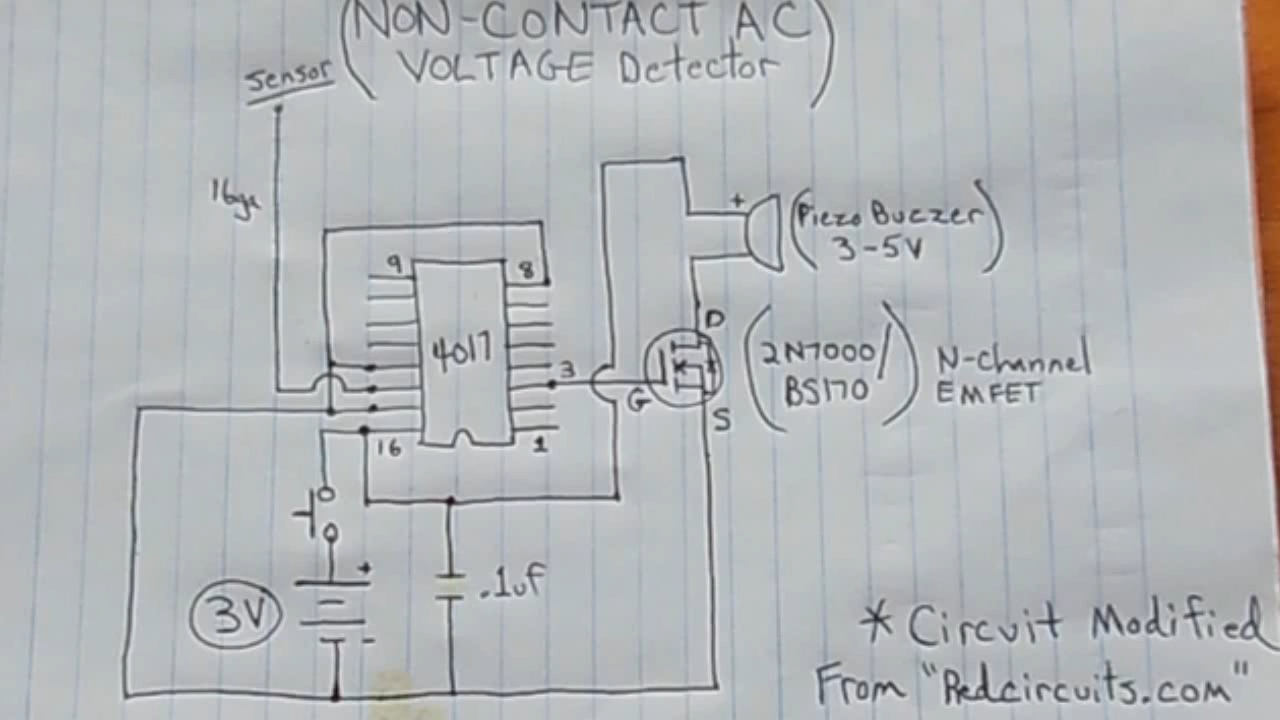 (NON-CONTACT AC
VOLTAGE Detector)
Sensor
16ga
+
(Piezo Buczer)
3-5V
9
8
4017
3
D
G
S
(2N7000/
BS170)
N-channel
EMFET
16
1
+
3V
-
.1uf
* Circuit Modified
From "Redcircuits.com"